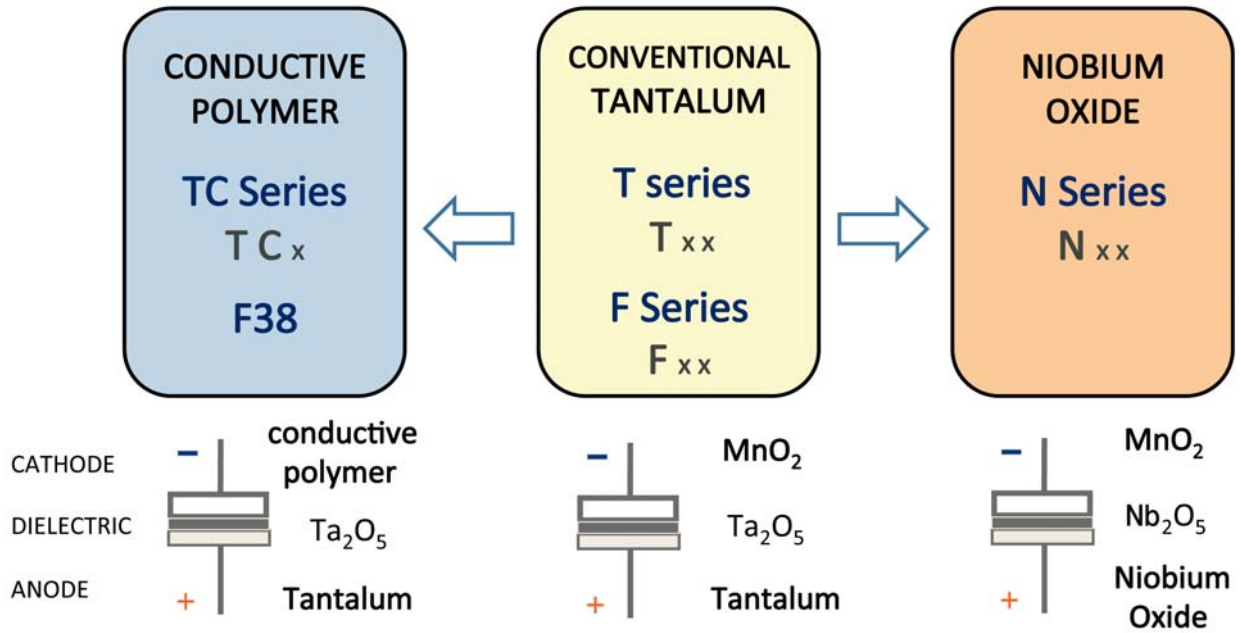 CONDUCTIVE
POLYMER
TC Series
T C x
F38
CONVENTIONAL
TANTALUM
T series
T x x
F Series
F x x
NIOBIUM
OXIDE
N Series
N x x
CATHODE
DIELECTRIC
ANODE
−
conductive
polymer
Ta₂O₅
+
Tantalum
−
MnO₂
Ta₂O₅
+
Tantalum
−
MnO₂
Nb₂O₅
+
Niobium
Oxide